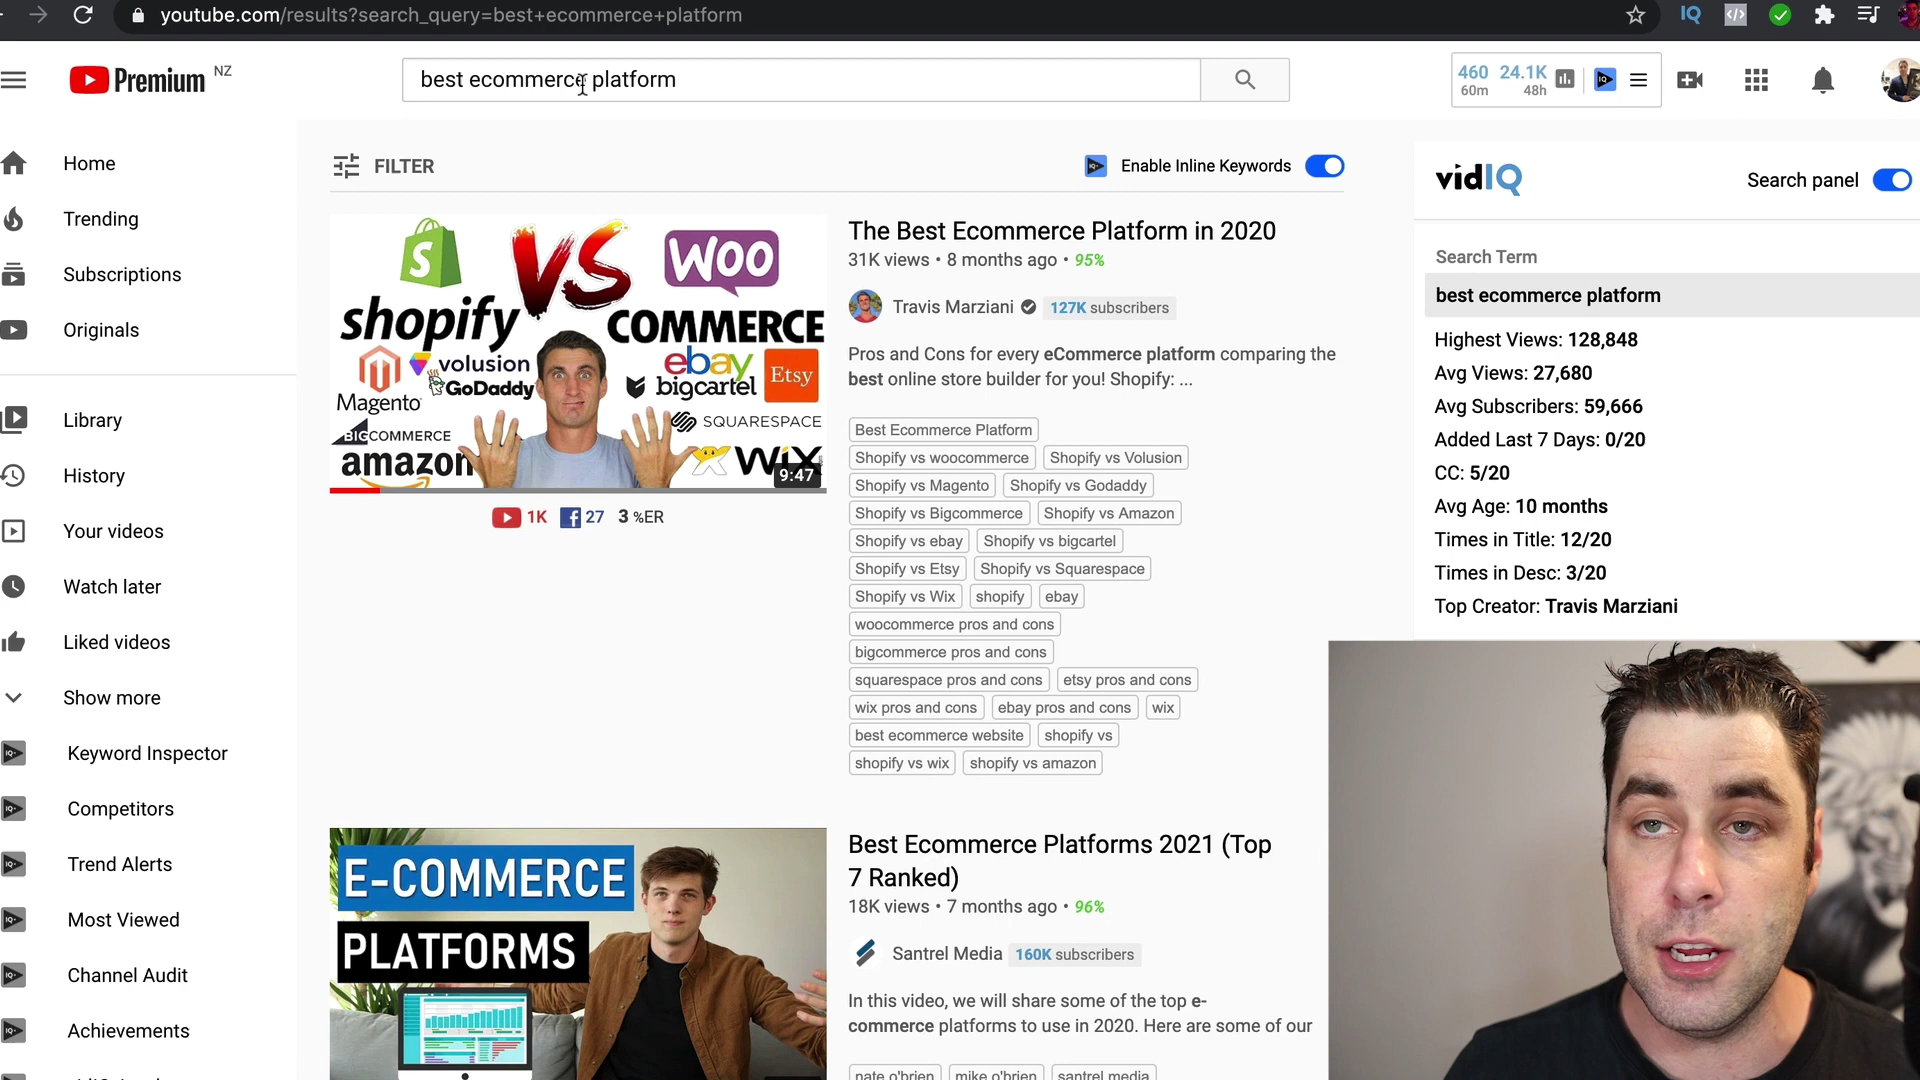 youtube.com/results?search_query=best+ecommerce+platform
IQ
Premium NZ
best ecommerce platform
460 24.1K
60m 48h
Home
Trending
Subscriptions
Originals
Library
History
Your videos
Watch later
Liked videos
Show more
Keyword Inspector
Competitors
Trend Alerts
Most Viewed
Channel Audit
Achievements
FILTER
Enable Inline Keywords
S
VS
WOO
shopify
COMMERCE
volusion
ebay
GoDaddy
bigcartel
Etsy
Magento
SQUARESPACE
BIGCOMMERCE
amazon
WiX
9:47
1K 27 3 %ER
The Best Ecommerce Platform in 2020
31K views • 8 months ago • 95%
Travis Marziani 127K subscribers
Pros and Cons for every eCommerce platform comparing the
best online store builder for you! Shopify: ...
Best Ecommerce Platform
Shopify vs woocommerce Shopify vs Volusion
Shopify vs Magento Shopify vs Godaddy
Shopify vs Bigcommerce Shopify vs Amazon
Shopify vs ebay Shopify vs bigcartel
Shopify vs Etsy Shopify vs Squarespace
Shopify vs Wix shopify ebay
woocommerce pros and cons
bigcommerce pros and cons
squarespace pros and cons etsy pros and cons
wix pros and cons ebay pros and cons wix
best ecommerce website shopify vs
shopify vs wix shopify vs amazon
E-COMMERCE
PLATFORMS
Best Ecommerce Platforms 2021 (Top
7 Ranked)
18K views • 7 months ago • 96%
Santrel Media 160K subscribers
In this video, we will share some of the top e-
commerce platforms to use in 2020. Here are some of our
nate o'brien mike o'brien santrel media
vidIQ
Search panel
Search Term
best ecommerce platform
Highest Views: 128,848
Avg Views: 27,680
Avg Subscribers: 59,666
Added Last 7 Days: 0/20
CC: 5/20
Avg Age: 10 months
Times in Title: 12/20
Times in Desc: 3/20
Top Creator: Travis Marziani